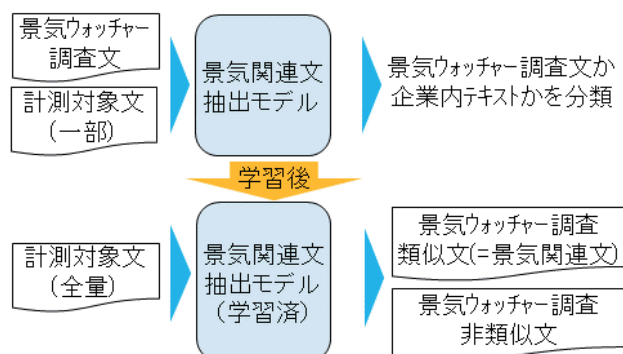 景気ウォッチャー
調査文
計測対象文
(一部)
景気関連文
抽出モデル
景気ウォッチャー調査文か
企業内テキストかを分類
学習後
計測対象文
(全量)
景気関連文
抽出モデル
(学習済)
景気ウォッチャー調査
類似文(=景気関連文)
景気ウォッチャー調査
非類似文